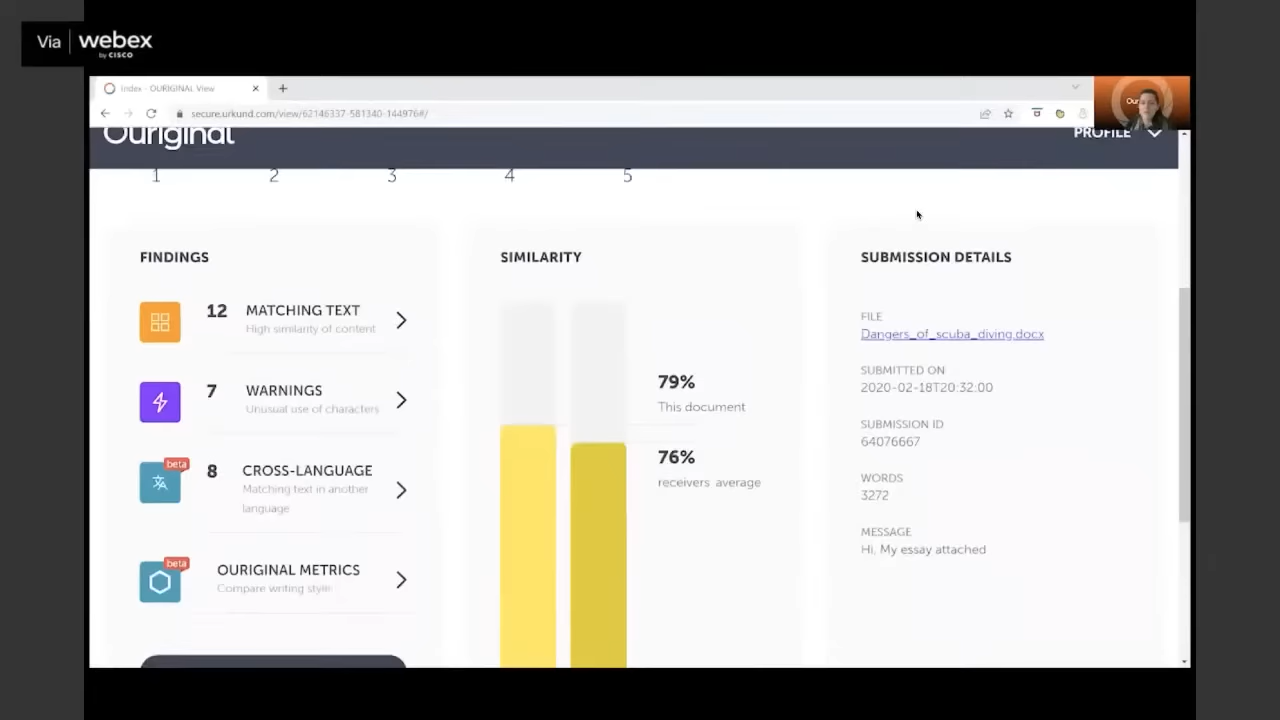 Via webex
by CISCO
Index - OURIGINAL View
secure.urkund.com/view/62146337-581340-144976#/
Ouriginal
PROFILE
1 2 3 4 5
FINDINGS
12 MATCHING TEXT
High similarity of content
7 WARNINGS
Unusual use of characters
beta
8 CROSS-LANGUAGE
Matching text in another
language
beta
OURIGINAL METRICS
Compare writing style
SIMILARITY
79%
This document
76%
receivers average
SUBMISSION DETAILS
FILE
Dangers_of_scuba_diving.docx
SUBMITTED ON
2020-02-18T20:32:00
SUBMISSION ID
64076667
WORDS
3272
MESSAGE
Hi, My essay attached